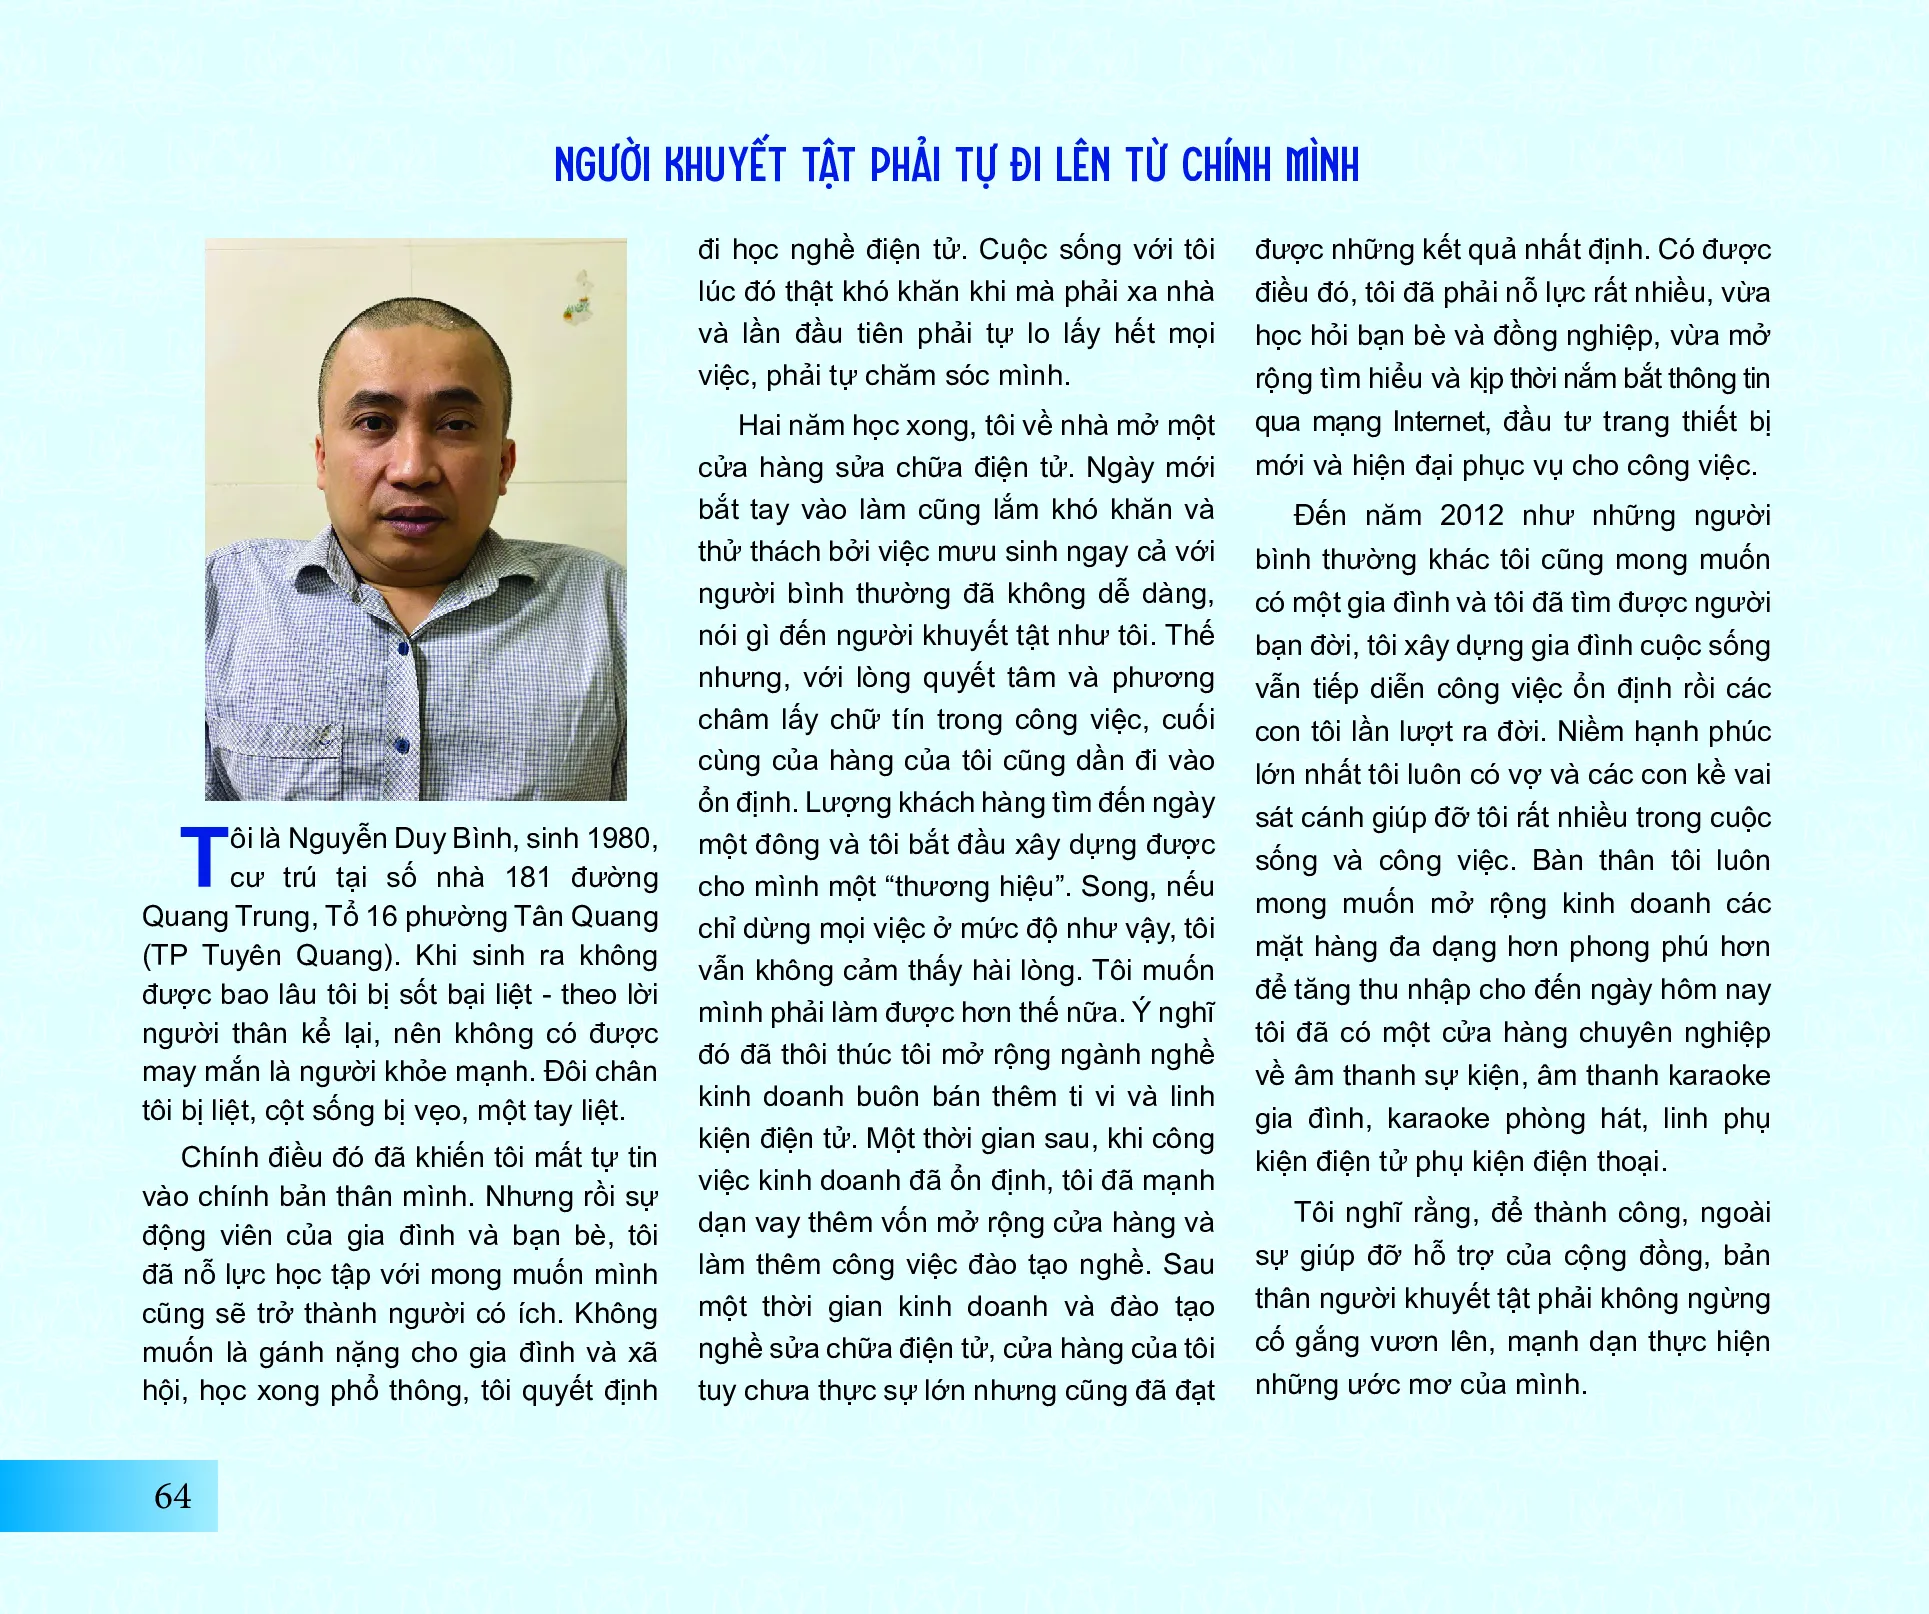 NGƯỜI KHUYẾT TẬT PHẢI TỰ ĐI LÊN TỪ CHÍNH MÌNH
Tôi là Nguyễn Duy Bình, sinh 1980,
cư trú tại số nhà 181 đường
Quang Trung, Tổ 16 phường Tân Quang
(TP Tuyên Quang). Khi sinh ra không
được bao lâu tôi bị sốt bại liệt - theo lời
người thân kể lại, nên không có được
may mắn là người khỏe mạnh. Đôi chân
tôi bị liệt, cột sống bị vẹo, một tay liệt.
Chính điều đó đã khiến tôi mất tự tin
vào chính bản thân mình. Nhưng rồi sự
động viên của gia đình và bạn bè, tôi
đã nỗ lực học tập với mong muốn mình
cũng sẽ trở thành người có ích. Không
muốn là gánh nặng cho gia đình và xã
hội, học xong phổ thông, tôi quyết định
đi học nghề điện tử. Cuộc sống với tôi
lúc đó thật khó khăn khi mà phải xa nhà
và lần đầu tiên phải tự lo lấy hết mọi
việc, phải tự chăm sóc mình.
Hai năm học xong, tôi về nhà mở một
cửa hàng sửa chữa điện tử. Ngày mới
bắt tay vào làm cũng lắm khó khăn và
thử thách bởi việc mưu sinh ngay cả với
người bình thường đã không dễ dàng,
nói gì đến người khuyết tật như tôi. Thế
nhưng, với lòng quyết tâm và phương
châm lấy chữ tín trong công việc, cuối
cùng của hàng của tôi cũng dần đi vào
ổn định. Lượng khách hàng tìm đến ngày
một đông và tôi bắt đầu xây dựng được
cho mình một “thương hiệu”. Song, nếu
chỉ dừng mọi việc ở mức độ như vậy, tôi
vẫn không cảm thấy hài lòng. Tôi muốn
mình phải làm được hơn thế nữa. Ý nghĩ
đó đã thôi thúc tôi mở rộng ngành nghề
kinh doanh buôn bán thêm ti vi và linh
kiện điện tử. Một thời gian sau, khi công
việc kinh doanh đã ổn định, tôi đã mạnh
dạn vay thêm vốn mở rộng cửa hàng và
làm thêm công việc đào tạo nghề. Sau
một thời gian kinh doanh và đào tạo
nghề sửa chữa điện tử, cửa hàng của tôi
tuy chưa thực sự lớn nhưng cũng đã đạt
được những kết quả nhất định. Có được
điều đó, tôi đã phải nỗ lực rất nhiều, vừa
học hỏi bạn bè và đồng nghiệp, vừa mở
rộng tìm hiểu và kịp thời nắm bắt thông tin
qua mạng Internet, đầu tư trang thiết bị
mới và hiện đại phục vụ cho công việc.
Đến năm 2012 như những người
bình thường khác tôi cũng mong muốn
có một gia đình và tôi đã tìm được người
bạn đời, tôi xây dựng gia đình cuộc sống
vẫn tiếp diễn công việc ổn định rồi các
con tôi lần lượt ra đời. Niềm hạnh phúc
lớn nhất tôi luôn có vợ và các con kề vai
sát cánh giúp đỡ tôi rất nhiều trong cuộc
sống và công việc. Bàn thân tôi luôn
mong muốn mở rộng kinh doanh các
mặt hàng đa dạng hơn phong phú hơn
để tăng thu nhập cho đến ngày hôm nay
tôi đã có một cửa hàng chuyên nghiệp
về âm thanh sự kiện, âm thanh karaoke
gia đình, karaoke phòng hát, linh phụ
kiện điện tử phụ kiện điện thoại.
Tôi nghĩ rằng, để thành công, ngoài
sự giúp đỡ hỗ trợ của cộng đồng, bản
thân người khuyết tật phải không ngừng
cố gắng vươn lên, mạnh dạn thực hiện
những ước mơ của mình.
64